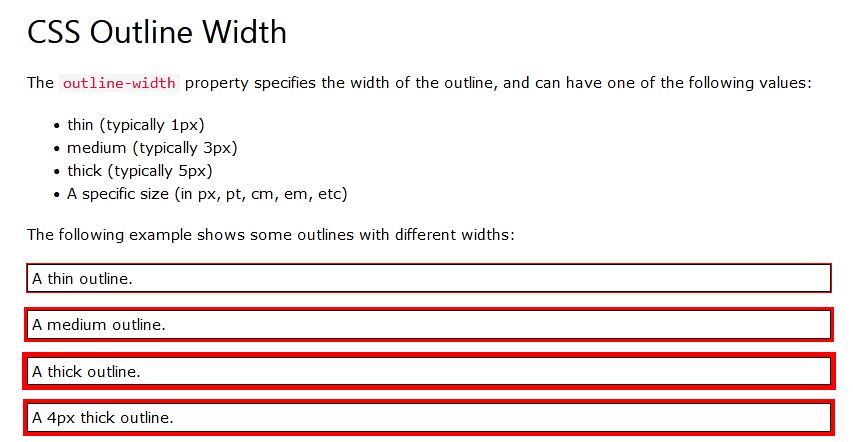 CSS Outline Width
The outline-width property specifies the width of the outline, and can have one of the following values:
• thin (typically 1px)
• medium (typically 3px)
• thick (typically 5px)
• A specific size (in px, pt, cm, em, etc)
The following example shows some outlines with different widths:
A thin outline.
A medium outline.
A thick outline.
A 4px thick outline.